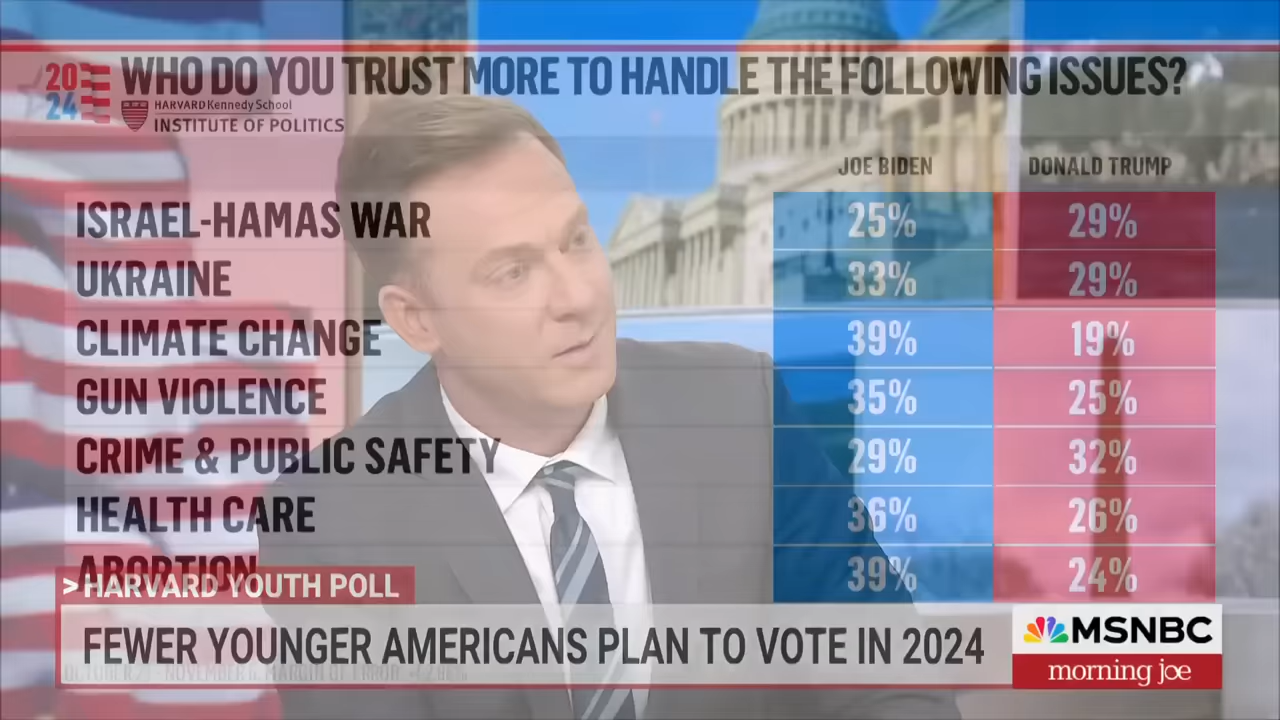 20
24
WHO DO YOU TRUST MORE TO HANDLE THE FOLLOWING ISSUES?
HARVARD Kennedy School
INSTITUTE OF POLITICS
JOE BIDEN DONALD TRUMP
ISRAEL-HAMAS WAR 25% 29%
UKRAINE 33% 29%
CLIMATE CHANGE 39% 19%
GUN VIOLENCE 35% 25%
CRIME & PUBLIC SAFETY 29% 32%
HEALTH CARE 36% 26%
ABORTION 39% 24%
> HARVARD YOUTH POLL
FEWER YOUNGER AMERICANS PLAN TO VOTE IN 2024
MSNBC
morning joe